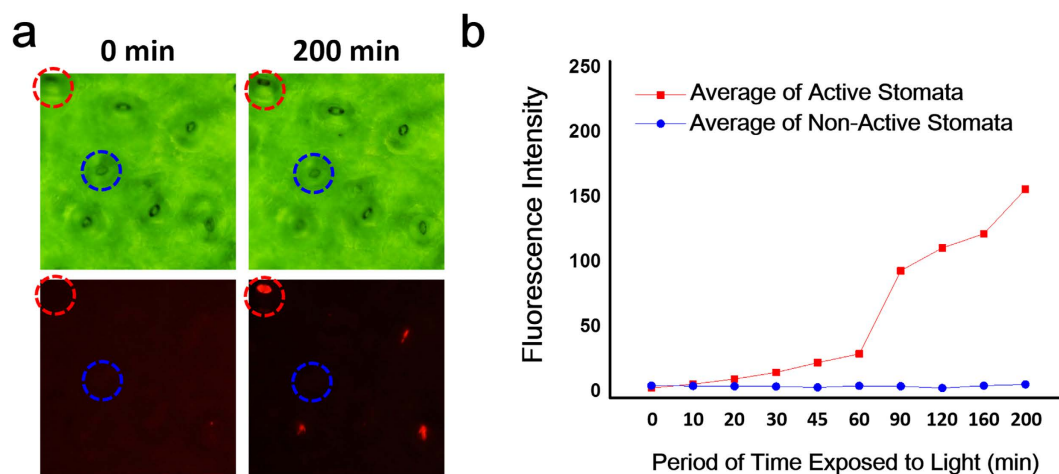 a
0 min
200 min
b
Fluorescence Intensity
250
200
150
100
50
0
Average of Active Stomata
Average of Non-Active Stomata
0 10 20 30 45 60 90 120 160 200
Period of Time Exposed to Light (min)